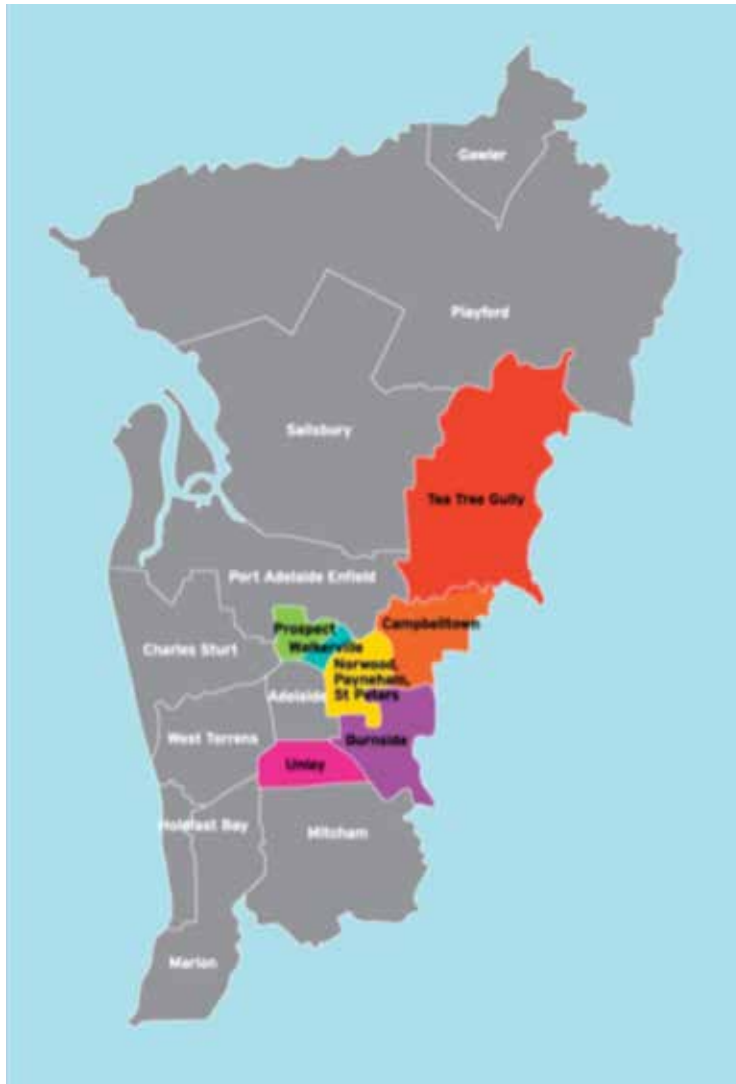 Gawler
Playford
Salisbury
Tea Tree Gully
Port Adelaide Enfield
Campbelltown
Prospect
Walkerville
Charles Sturt
Norwood,
Payneham,
St Peters
Adelaide
West Torrens
Burnside
Unley
Holdfast Bay
Mitcham
Marion